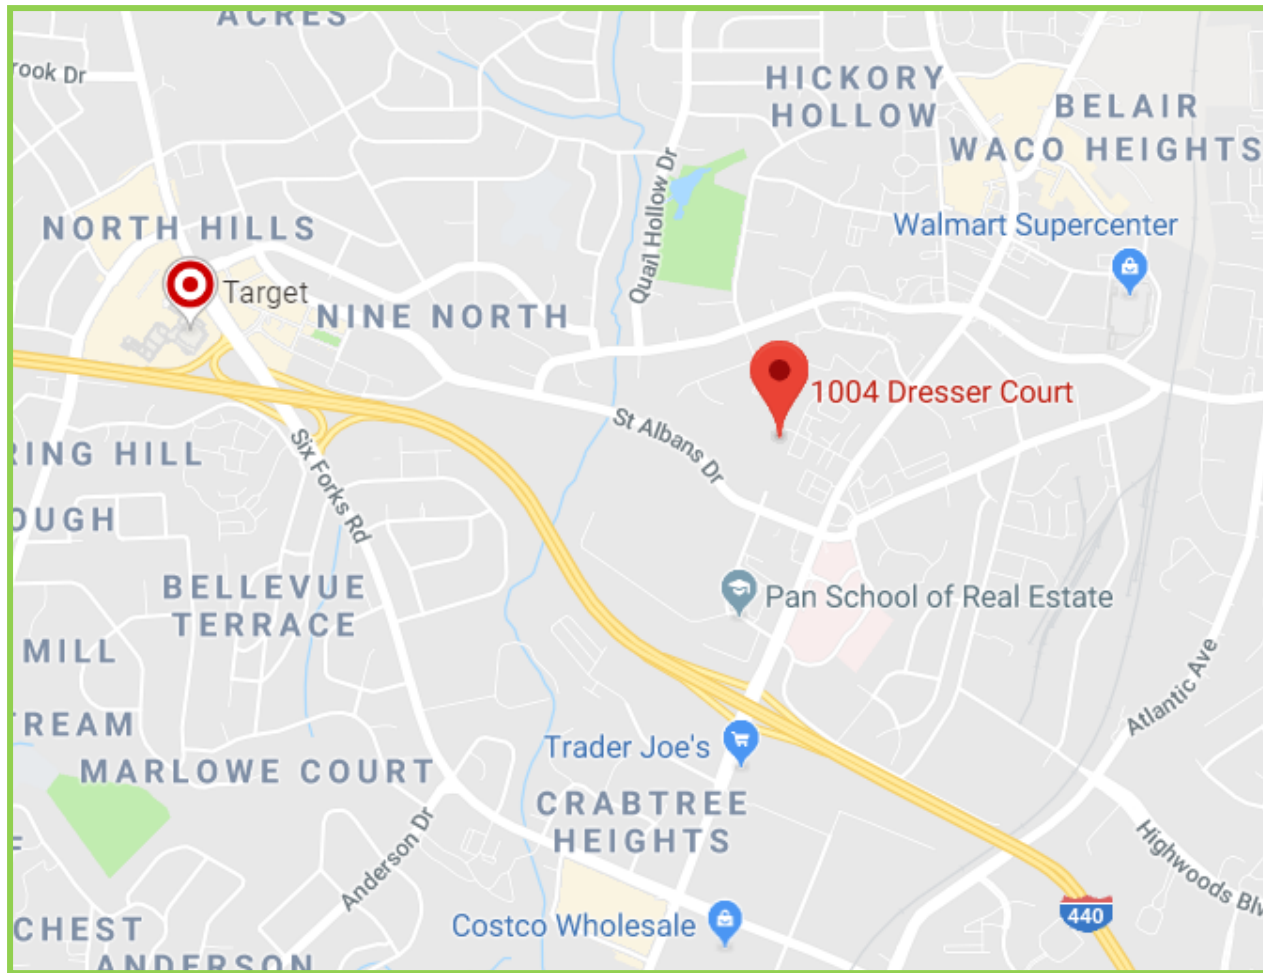 ACRES
rook Dr
HICKORY
HOLLOW
BELAIR
WACO HEIGHTS
Quail Hollow Dr
NORTH HILLS
Walmart Supercenter
Target
NINE NORTH
1004 Dresser Court
St Albans Dr
RING HILL
Six Forks Rd
OUGH
BELLEVUE
TERRACE
Pan School of Real Estate
MILL
Atlantic Ave
REAM
Trader Joe's
MARLOWE COURT
CRABTREE
HEIGHTS
Anderson Dr
Highwoods Blv
440
Costco Wholesale
CHEST
ANDERSON